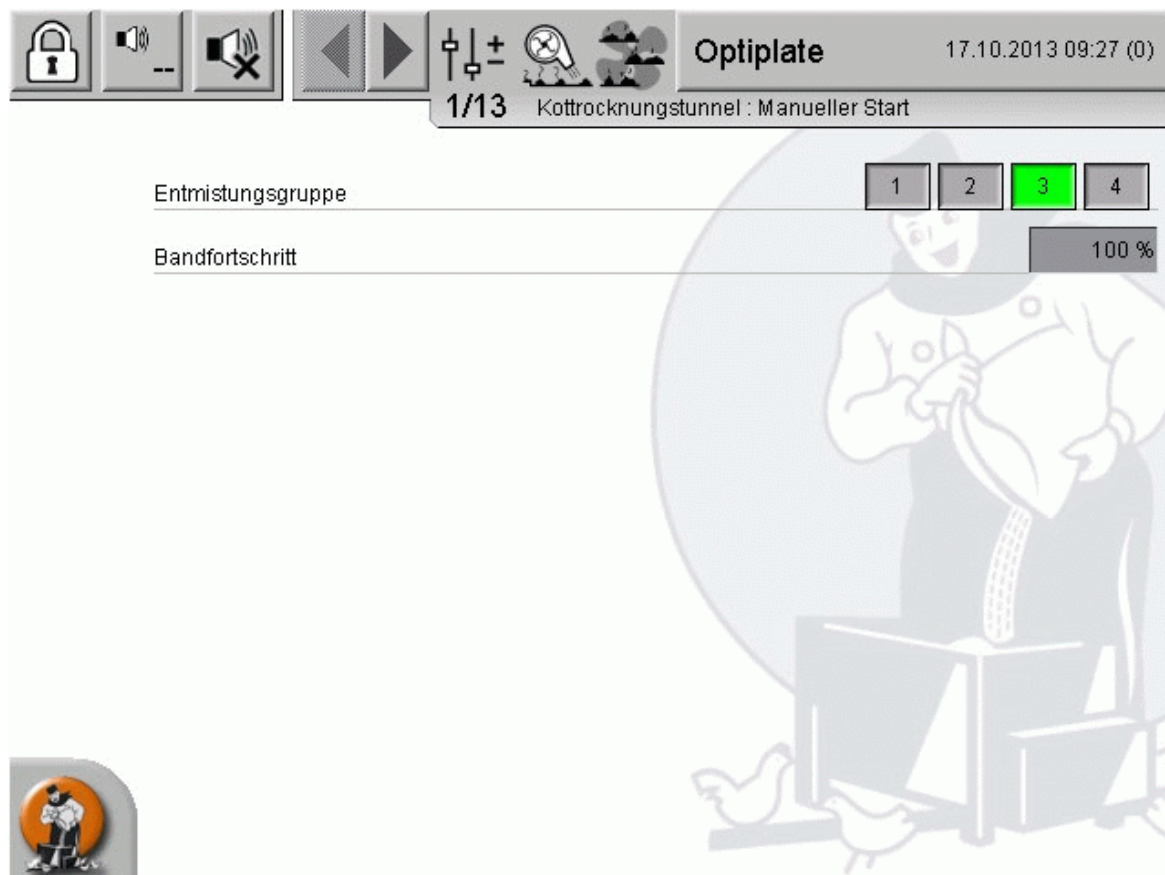 --
Optiplate
17.10.2013 09:27 (0)
1/13 Kottrocknungstunnel : Manueller Start
Entmistungsgruppe 1 2 3 4
Bandfortschritt 100 %